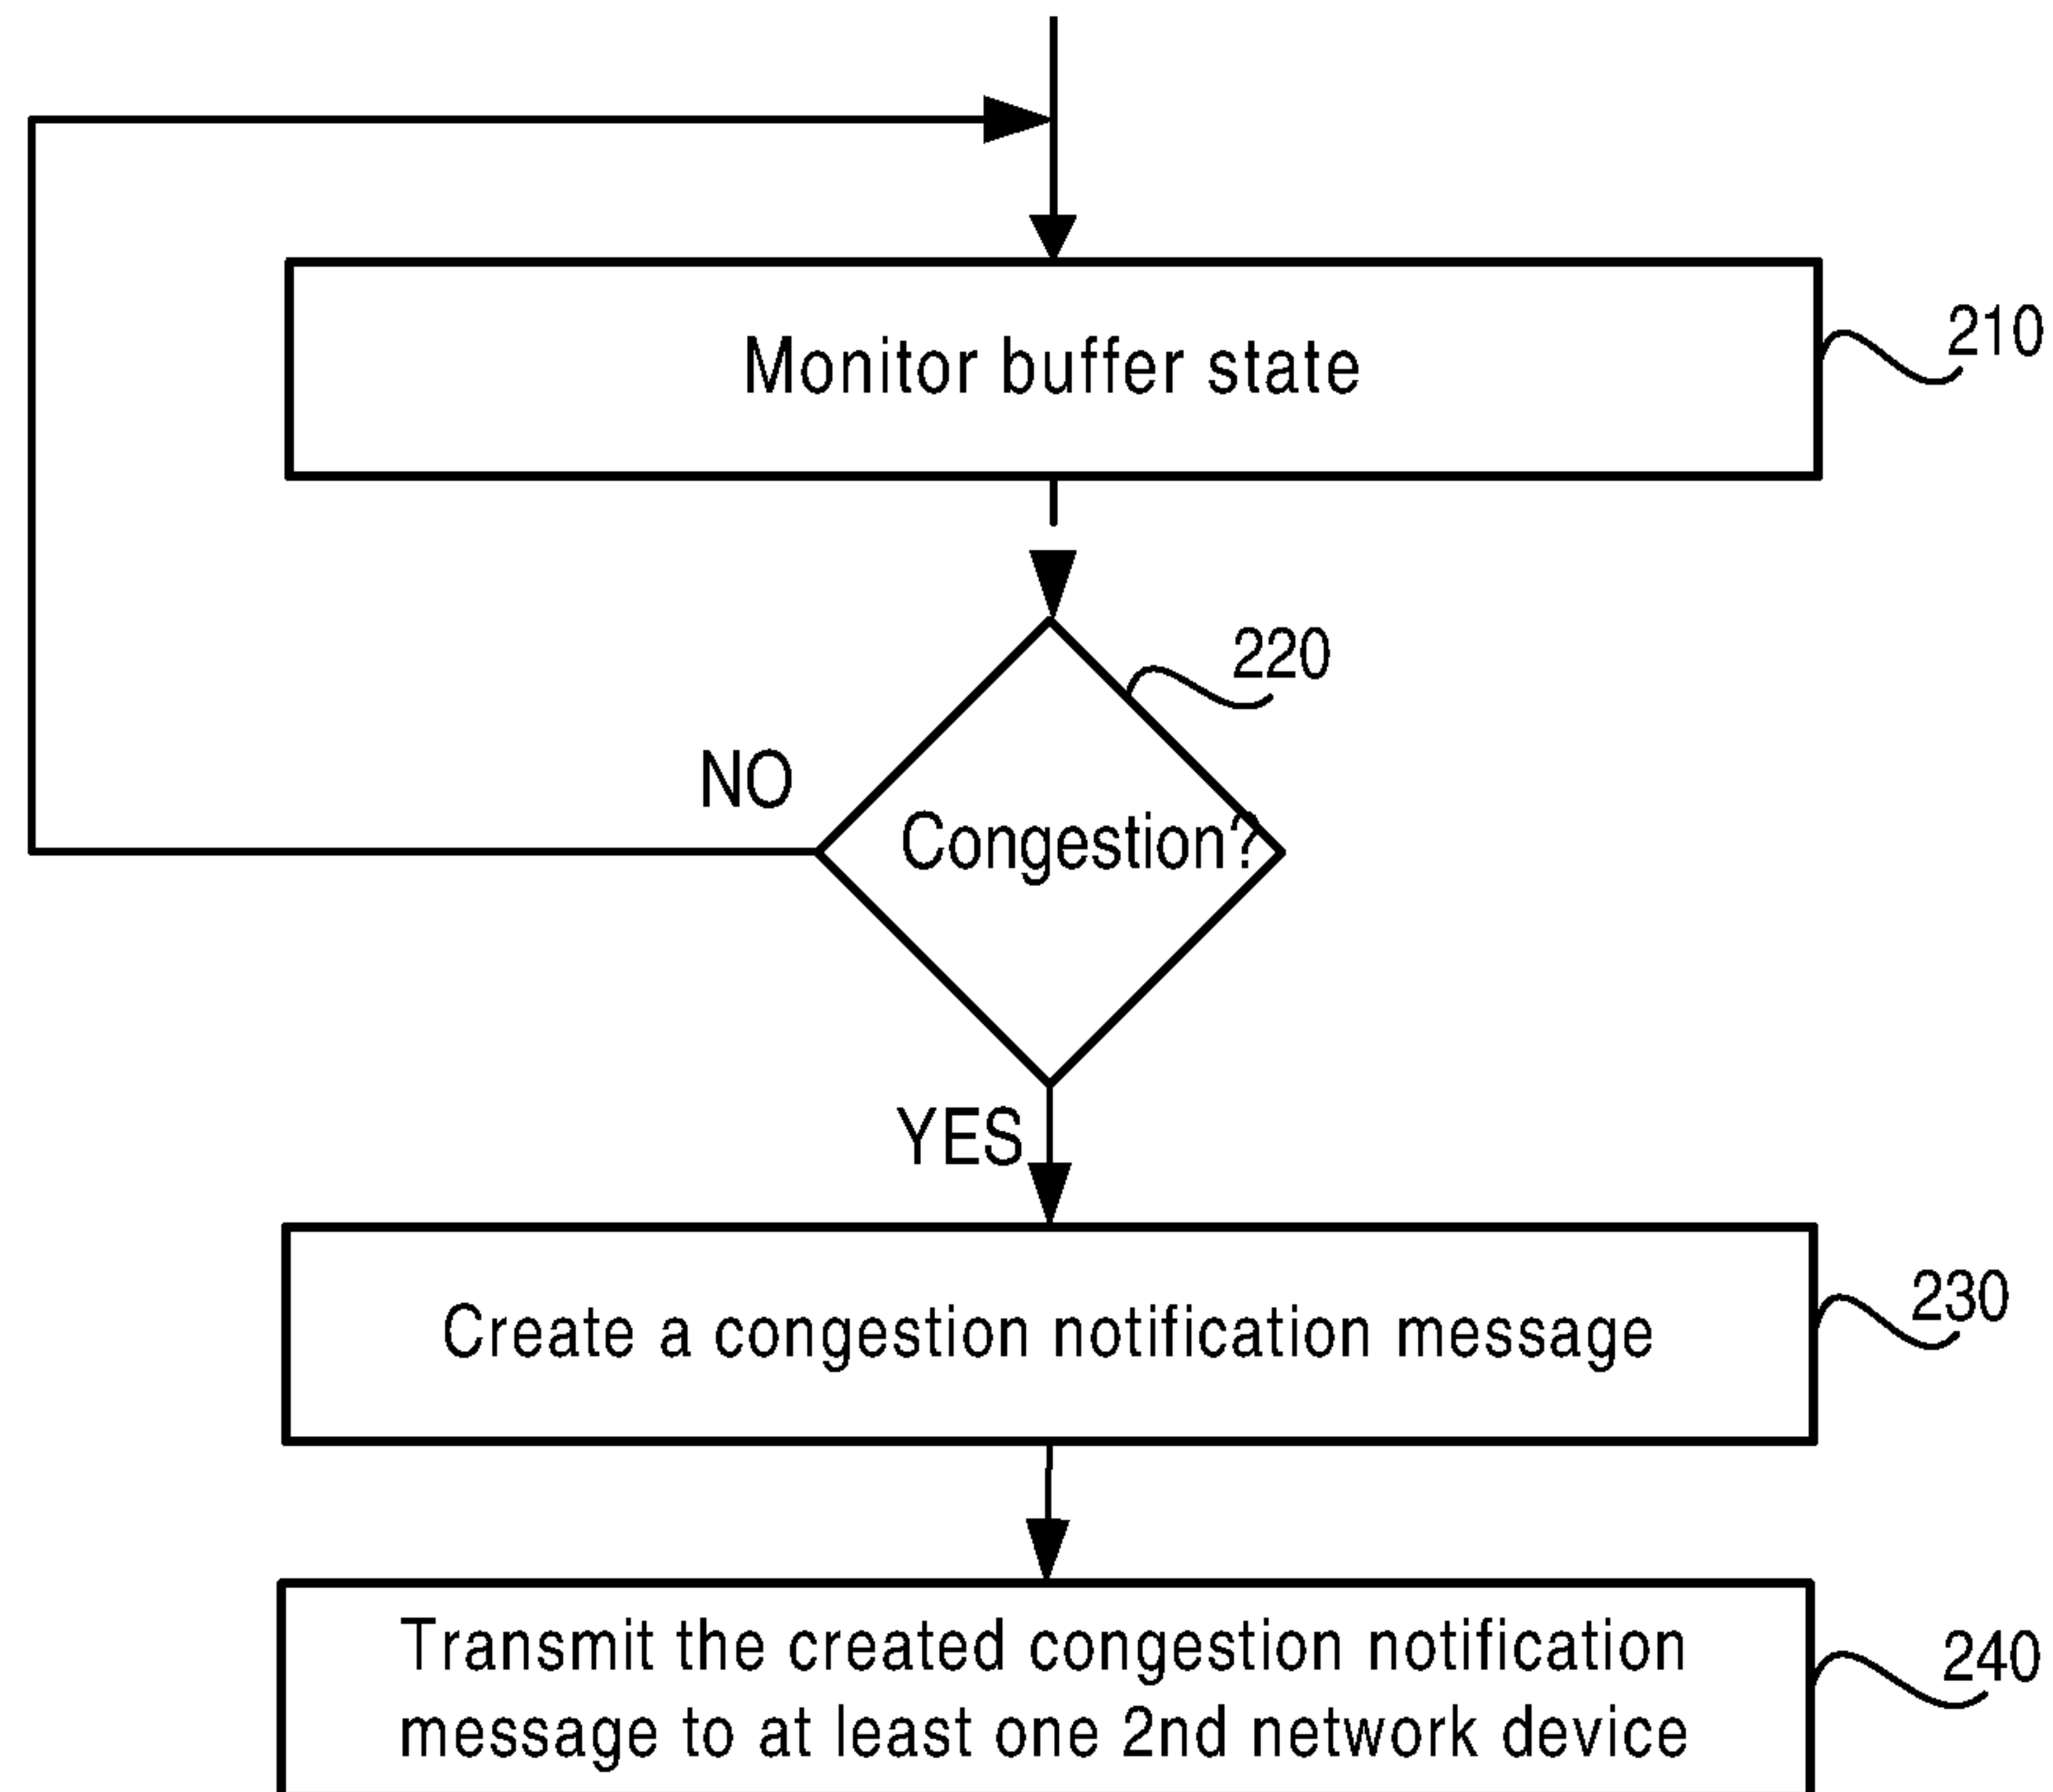 Monitor buffer state
210
220
NO
Congestion?
YES
Create a congestion notification message
230
Transmit the created congestion notification
message to at least one 2nd network device
240